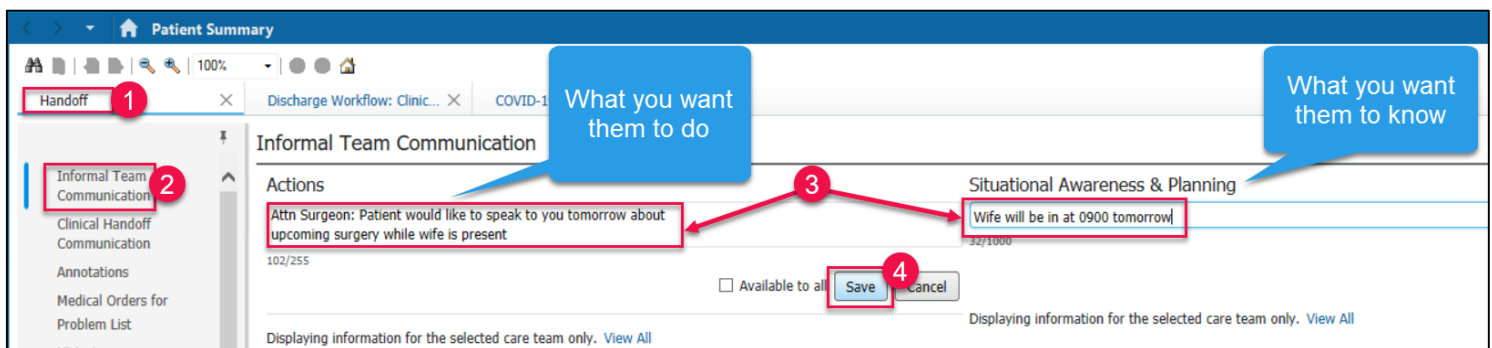 Patient Summary
100%
Handoff
1
Discharge Workflow: Clinic...
COVID-1
What you want
them to do
What you want
them to know
Informal Team
Communication
2
Clinical Handoff
Communication
Annotations
Medical Orders for
Problem List
Informal Team Communication
Actions
Attn Surgeon: Patient would like to speak to you tomorrow about
upcoming surgery while wife is present
102/255
3
Situational Awareness & Planning
Wife will be in at 0900 tomorrow
32/1000
Available to all
Save
4
Cancel
Displaying information for the selected care team only. View All
Displaying information for the selected care team only. View All